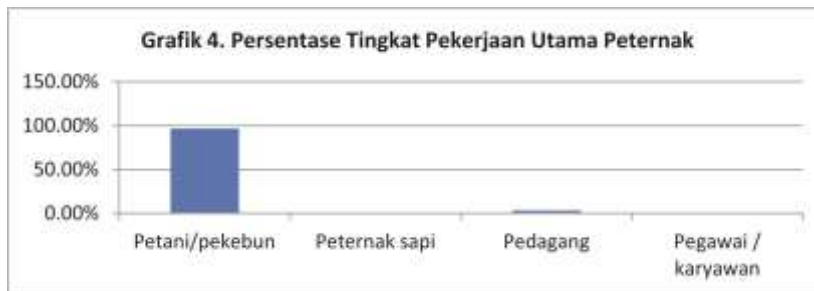 Grafik 4. Persentase Tingkat Pekerjaan Utama Peternak
150.00%
100.00%
50.00%
0.00%
Petani/pekebun Peternak sapi Pedagang Pegawai /
karyawan